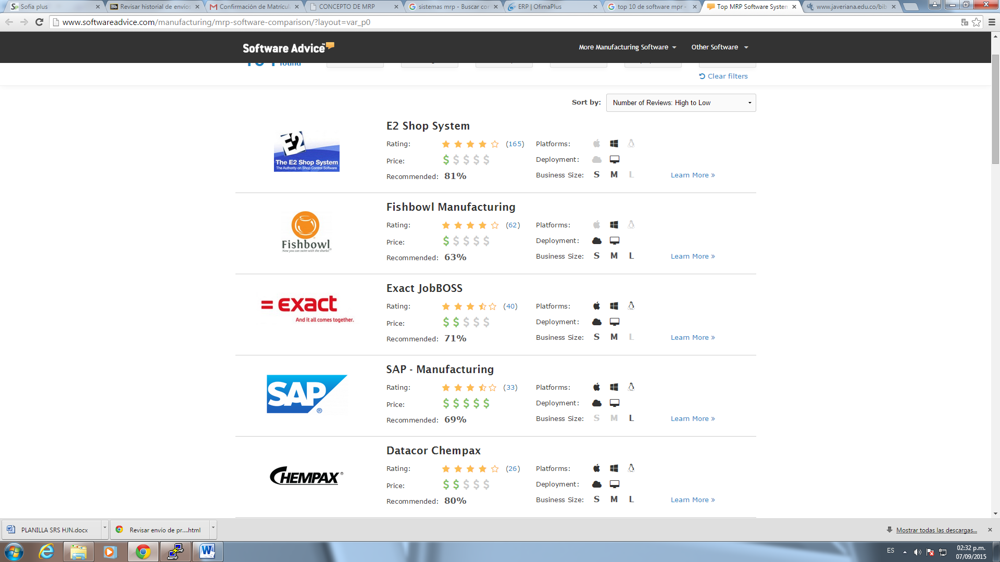 Sofia plus
Revisar historial de envios
Confirmación de Matrícul
CONCEPTO DE MRP
sistemas mrp - Buscar con
ERP | OfimaPlus
top 10 de software mpr -
Top MRP Software System
www.javeriana.edu.co/bib
www.softwareadvice.com/manufacturing/mrp-software-comparison/?layout=var_p0
Software Advice™
More Manufacturing Software
Other Software
found
Clear filters
Sort by: Number of Reviews: High to Low
E2
The E2 Shop System
The Authority on Shop Control Software
E2 Shop System
Rating: (165) Platforms:
Price: $ $ $ $ $ Deployment:
Recommended: 81% Business Size: S M L Learn More »
Fishbowl
Now you can swim with the sharks!®
Fishbowl Manufacturing
Rating: (62) Platforms:
Price: $ $ $ $ $ Deployment:
Recommended: 63% Business Size: S M L Learn More »
= exact
And it all comes together.
Exact JobBOSS
Rating: (40) Platforms:
Price: $ $ $ $ $ Deployment:
Recommended: 71% Business Size: S M L Learn More »
SAP®
SAP - Manufacturing
Rating: (33) Platforms:
Price: $ $ $ $ $ Deployment:
Recommended: 69% Business Size: S M L Learn More »
CHEMPAX®
Datacor Chempax
Rating: (26) Platforms:
Price: $ $ $ $ $ Deployment:
Recommended: 80% Business Size: S M L Learn More »
PLANILLA SRS HJN.docx
Revisar envío de pr....html
Mostrar todas las descargas...
ES
02:32 p.m.
07/09/2015